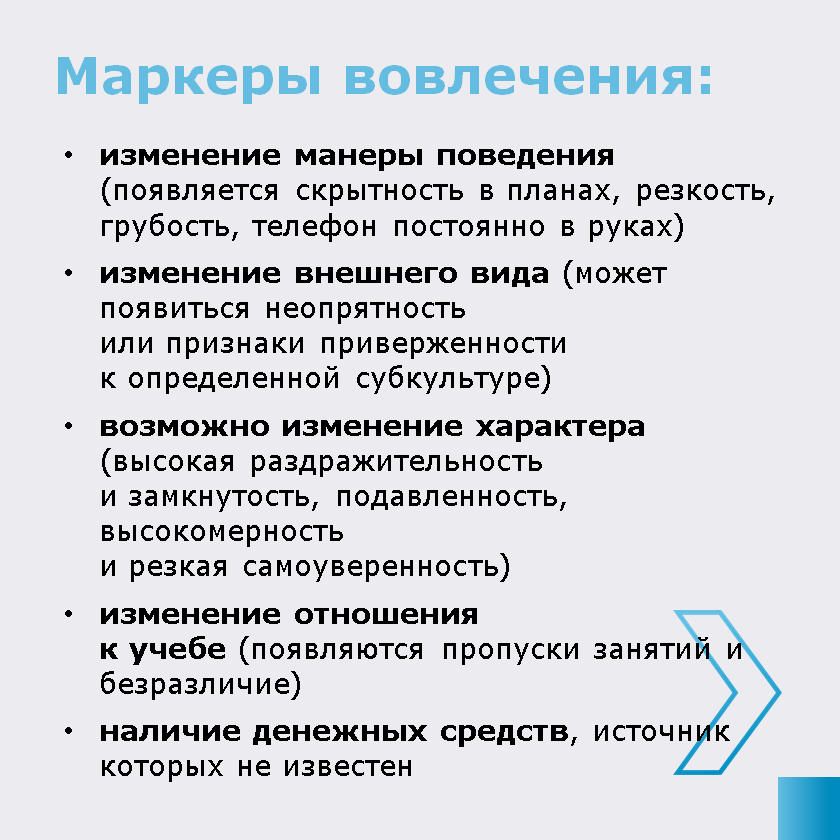 Маркеры вовлечения:
• изменение манеры поведения
(появляется скрытность в планах, резкость,
грубость, телефон постоянно в руках)
• изменение внешнего вида (может
появиться неопрятность
или признаки приверженности
к определенной субкультуре)
• возможно изменение характера
(высокая раздражительность
и замкнутость, подавленность,
высокомерность
и резкая самоуверенность)
• изменение отношения
к учебе (появляются пропуски занятий и
безразличие)
• наличие денежных средств, источник
которых не известен